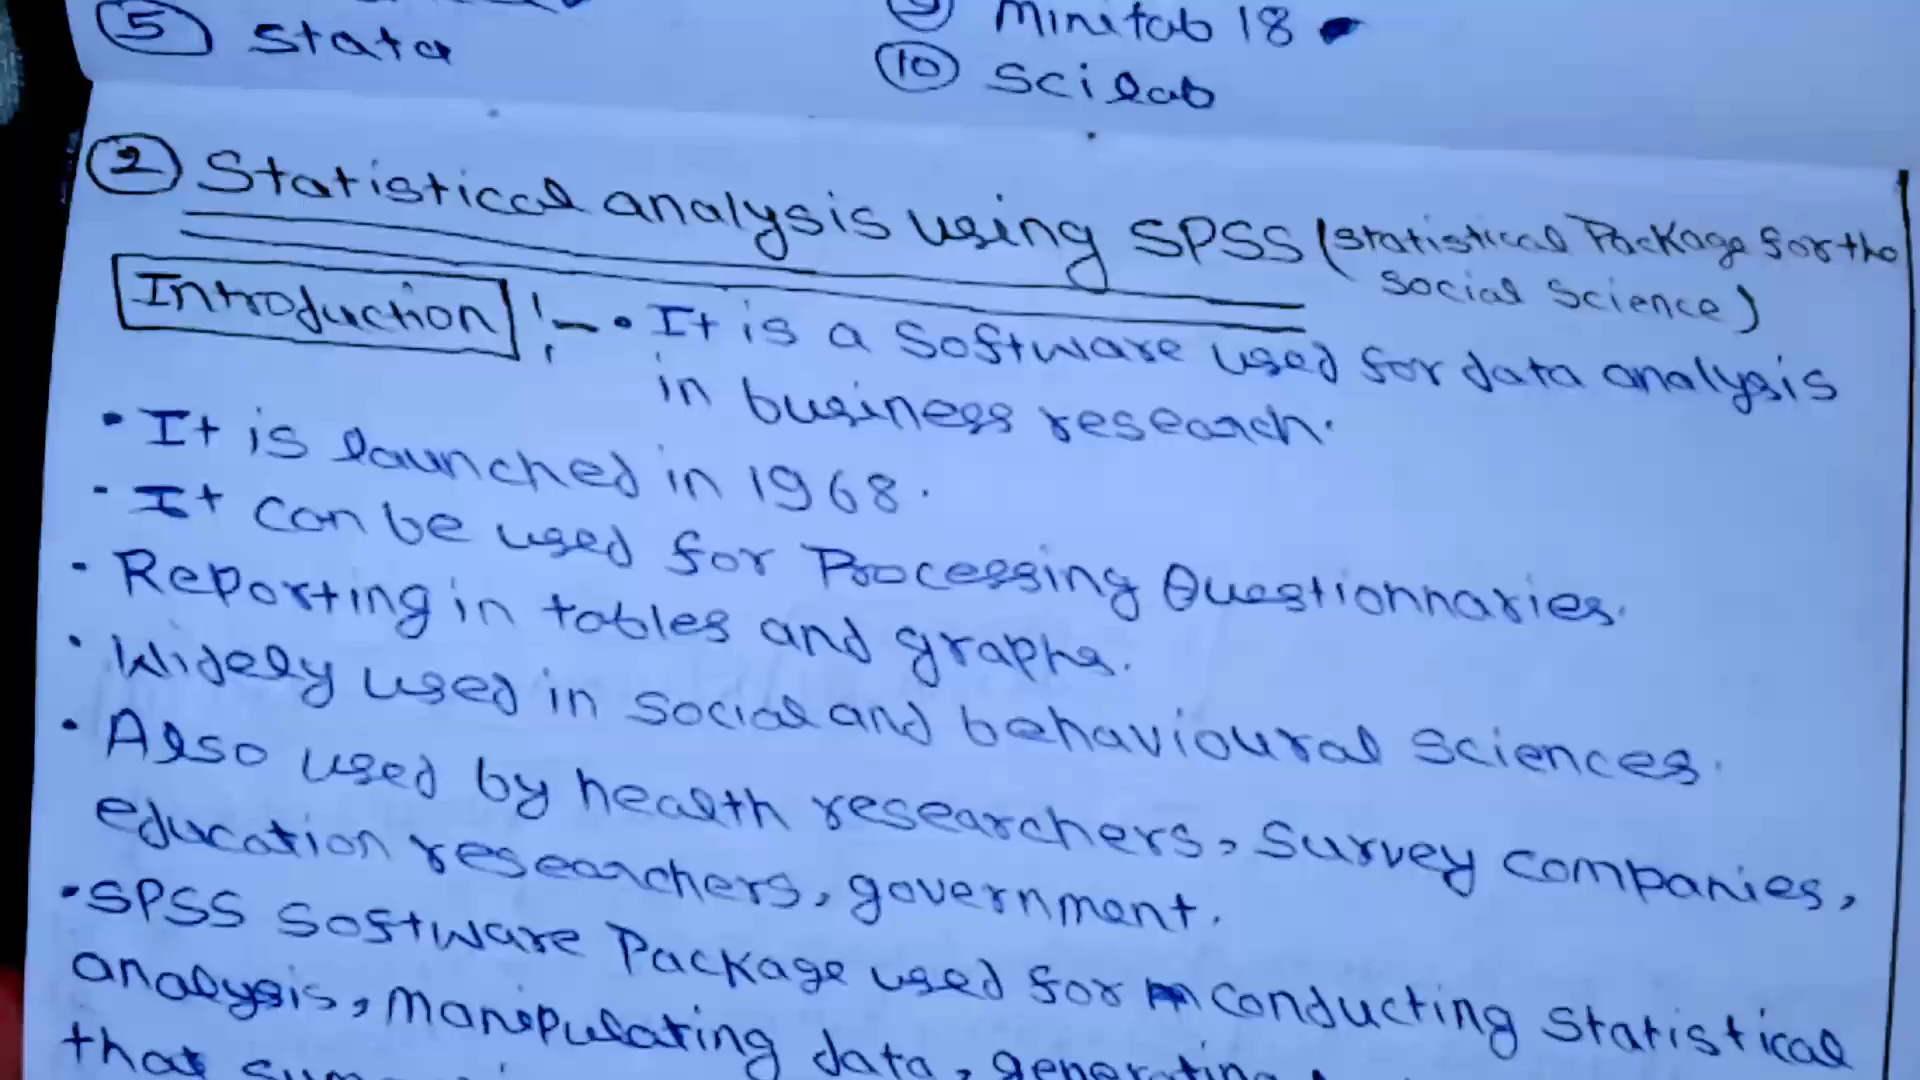 ⑤ Stata
⑨ Minitab 18
⑩ Scilab
② Statistical analysis using SPSS (Statistical Package for the
Social Science)
Introduction :- • It is a Software used for data analysis
in business research.
• It is launched in 1968.
- It can be used for Processing Questionnaries.
- Reporting in tables and graphs.
• Widely used in social and behavioural Sciences.
• Also used by health researchers, Survey companies,
education researchers, government.
• SPSS Software Package used for conducting Statistical
analysis, manipulating data, generating
that